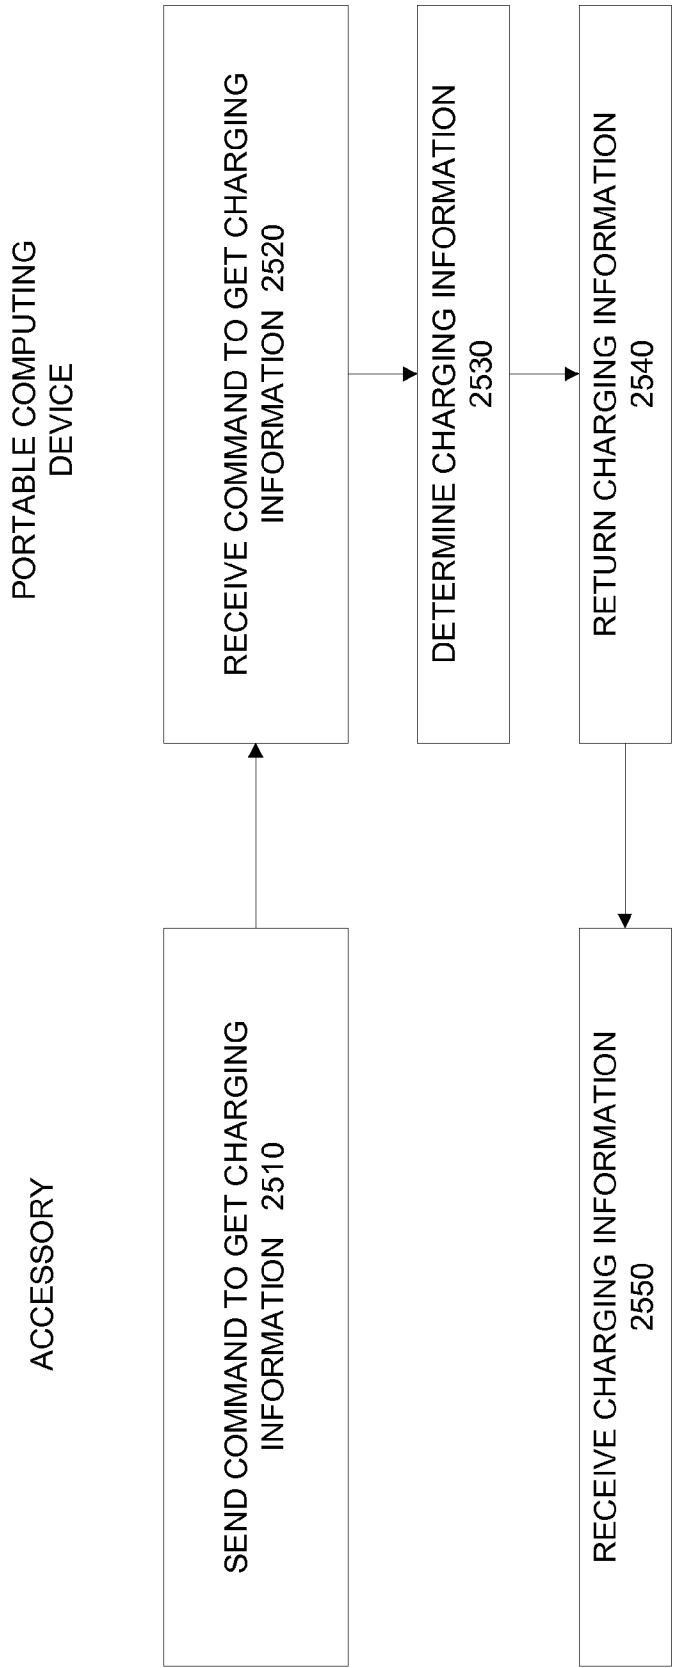 ACCESSORY
PORTABLE COMPUTING
DEVICE
SEND COMMAND TO GET CHARGING
INFORMATION 2510
RECEIVE COMMAND TO GET CHARGING
INFORMATION 2520
DETERMINE CHARGING INFORMATION
2530
RETURN CHARGING INFORMATION
2540
RECEIVE CHARGING INFORMATION
2550